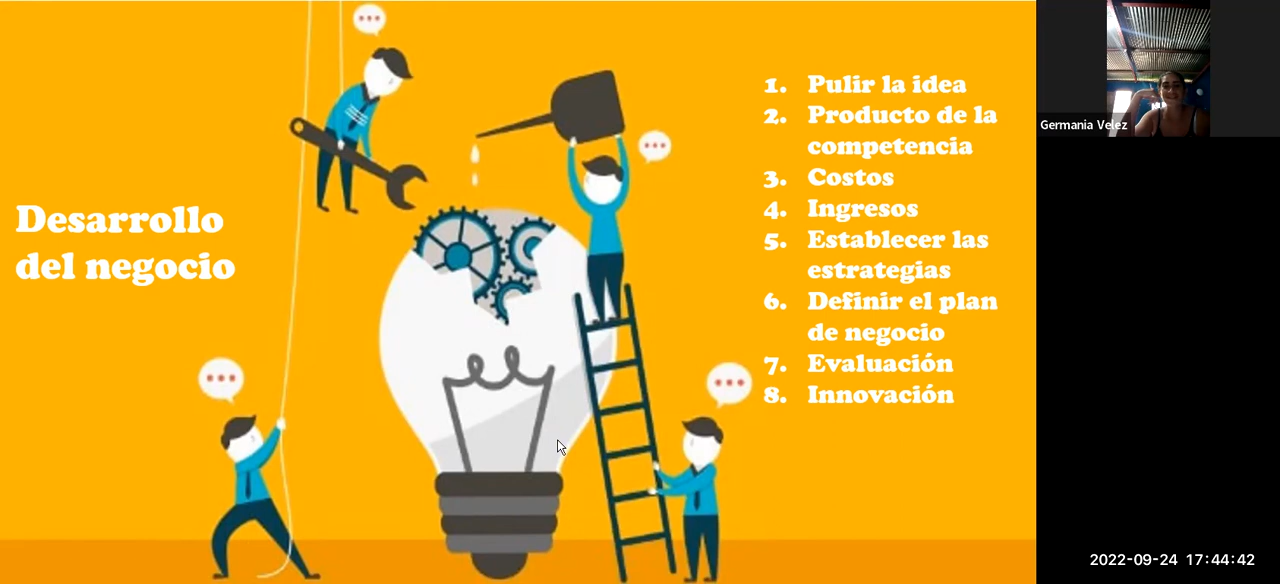 Desarrollo
del negocio
1. Pulir la idea
2. Producto de la
competencia
3. Costos
4. Ingresos
5. Establecer las
estrategias
6. Definir el plan
de negocio
7. Evaluación
8. Innovación
Germania Velez
2022-09-24 17:44:42